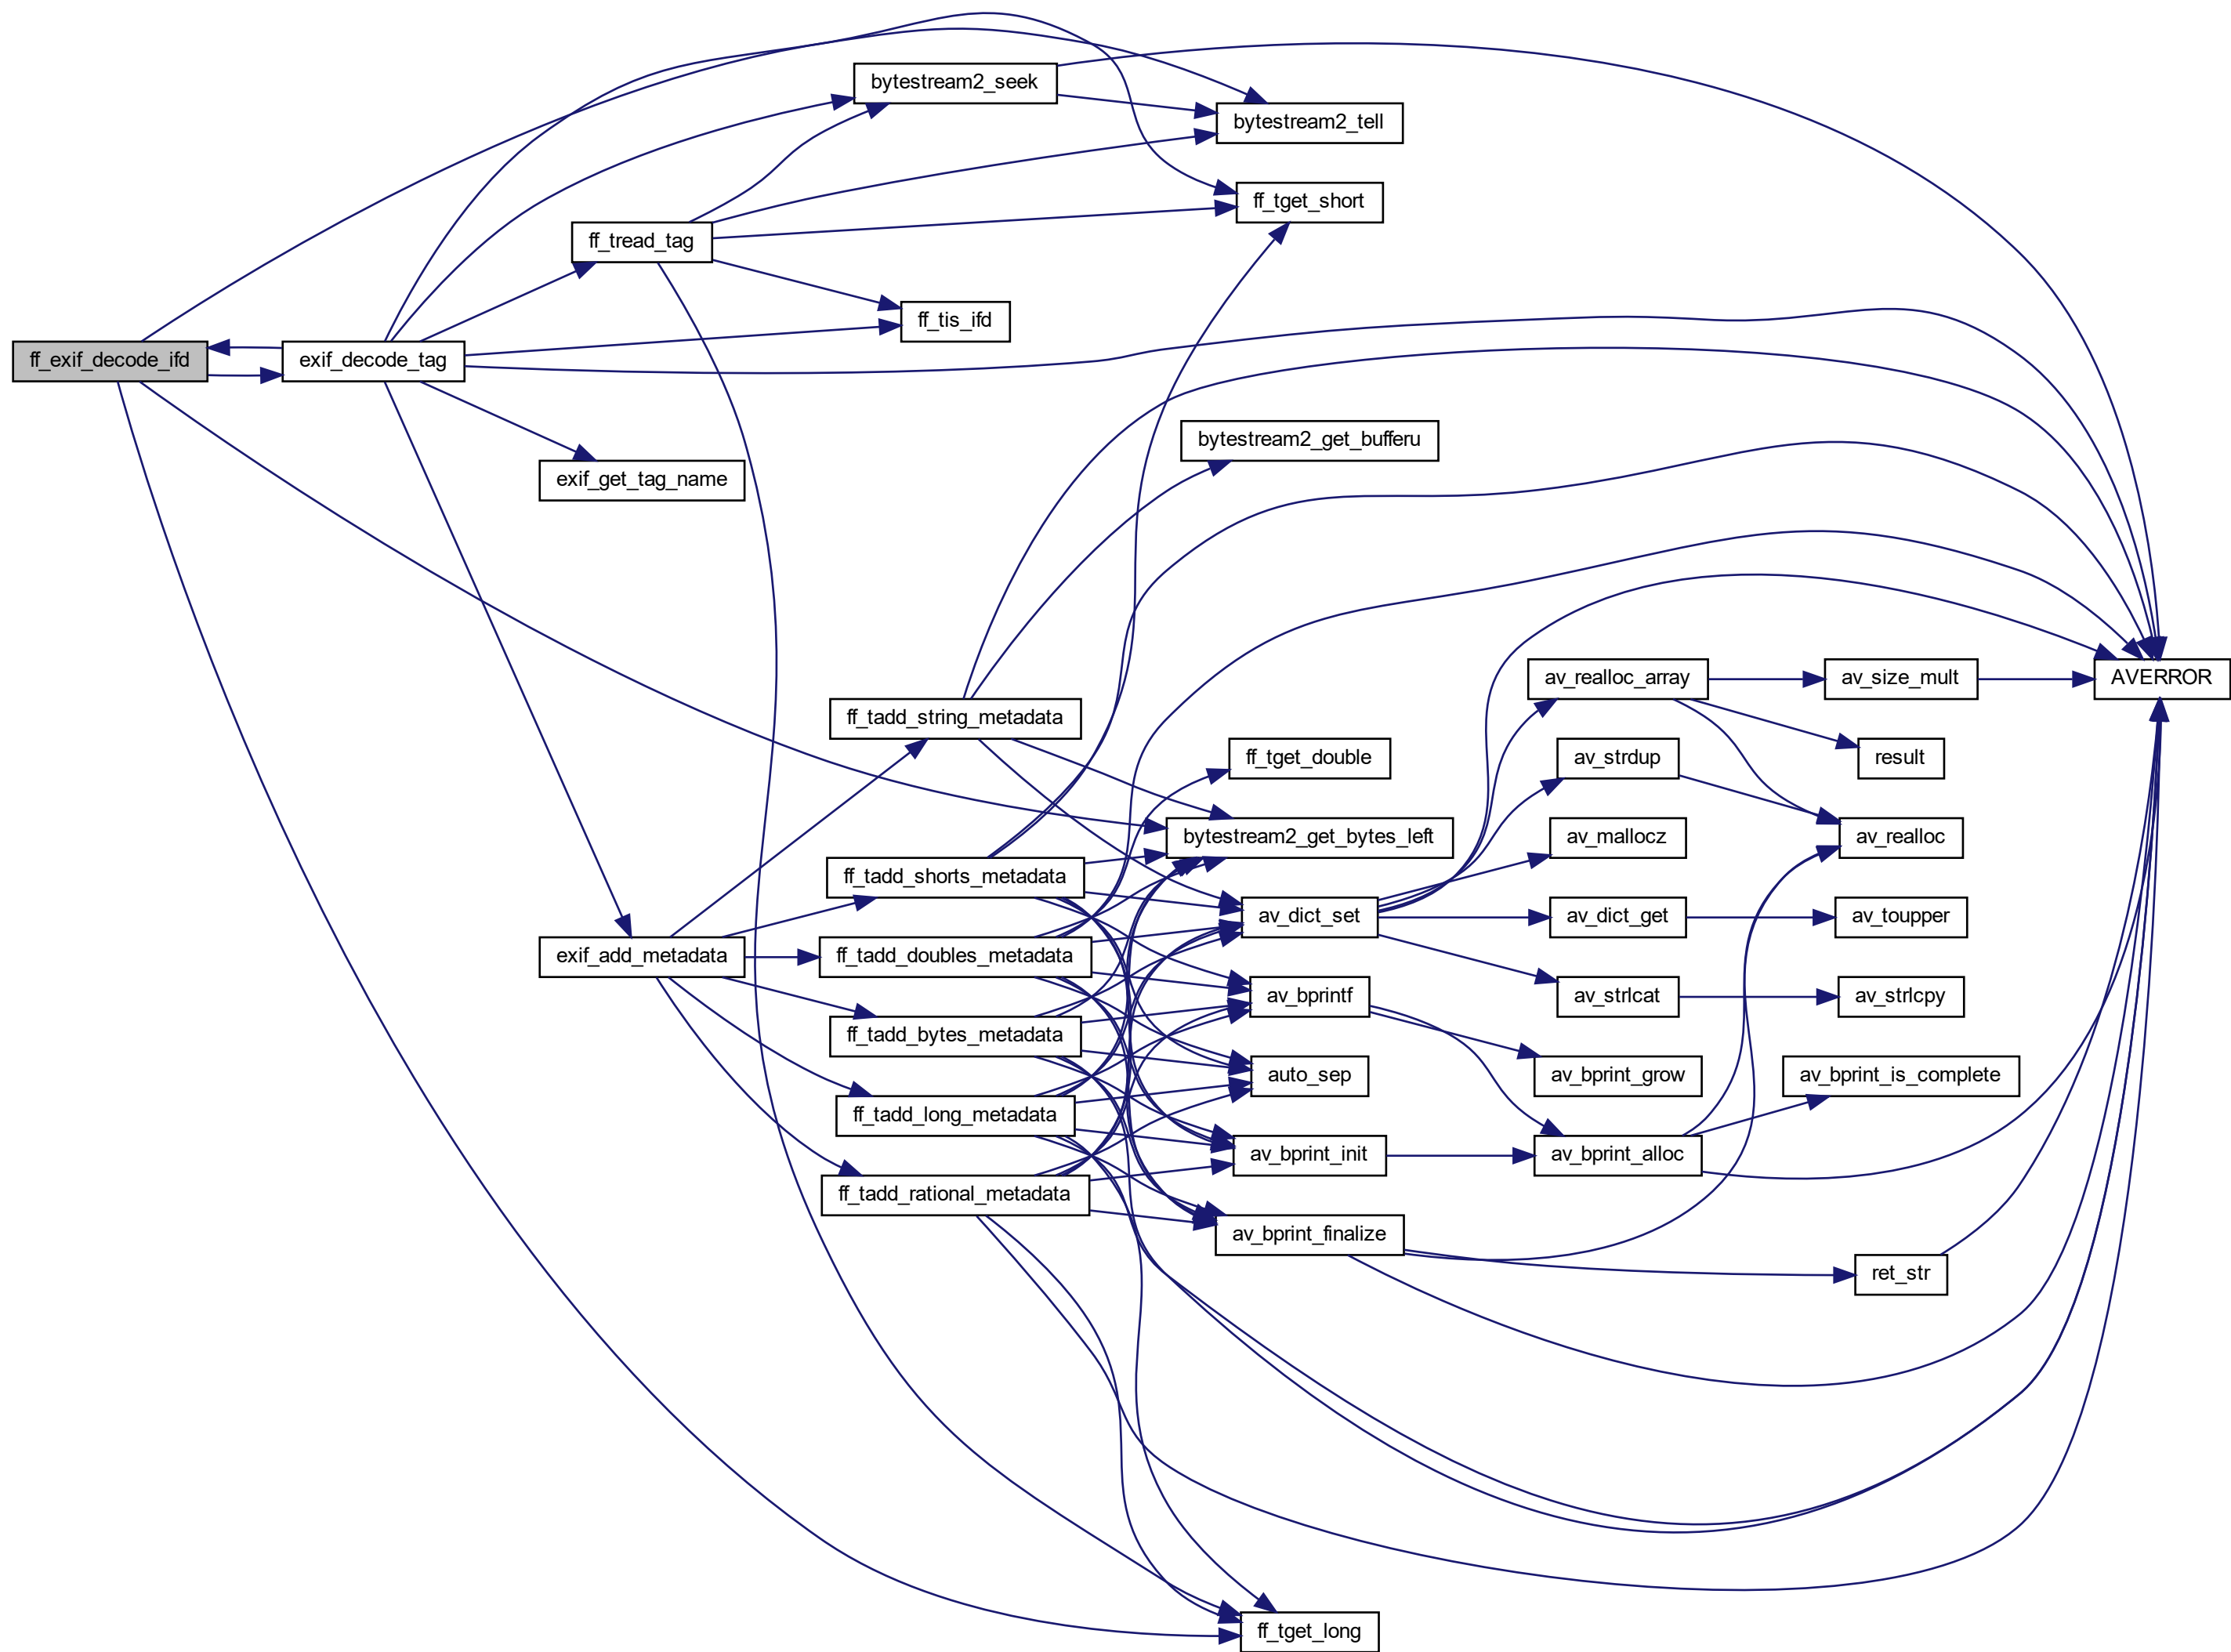 bytestream2_seek
bytestream2_tell
ff_tget_short
ff_tread_tag
ff_tis_ifd
ff_exif_decode_ifd
exif_decode_tag
bytestream2_get_bufferu
exif_get_tag_name
av_realloc_array
av_size_mult
AVERROR
ff_tadd_string_metadata
ff_tget_double
av_strdup
result
bytestream2_get_bytes_left
av_mallocz
av_realloc
ff_tadd_shorts_metadata
av_dict_set
av_dict_get
av_toupper
exif_add_metadata
ff_tadd_doubles_metadata
av_bprintf
av_strlcat
av_strlcpy
ff_tadd_bytes_metadata
auto_sep
av_bprint_grow
av_bprint_is_complete
ff_tadd_long_metadata
av_bprint_init
av_bprint_alloc
ff_tadd_rational_metadata
av_bprint_finalize
ret_str
ff_tget_long